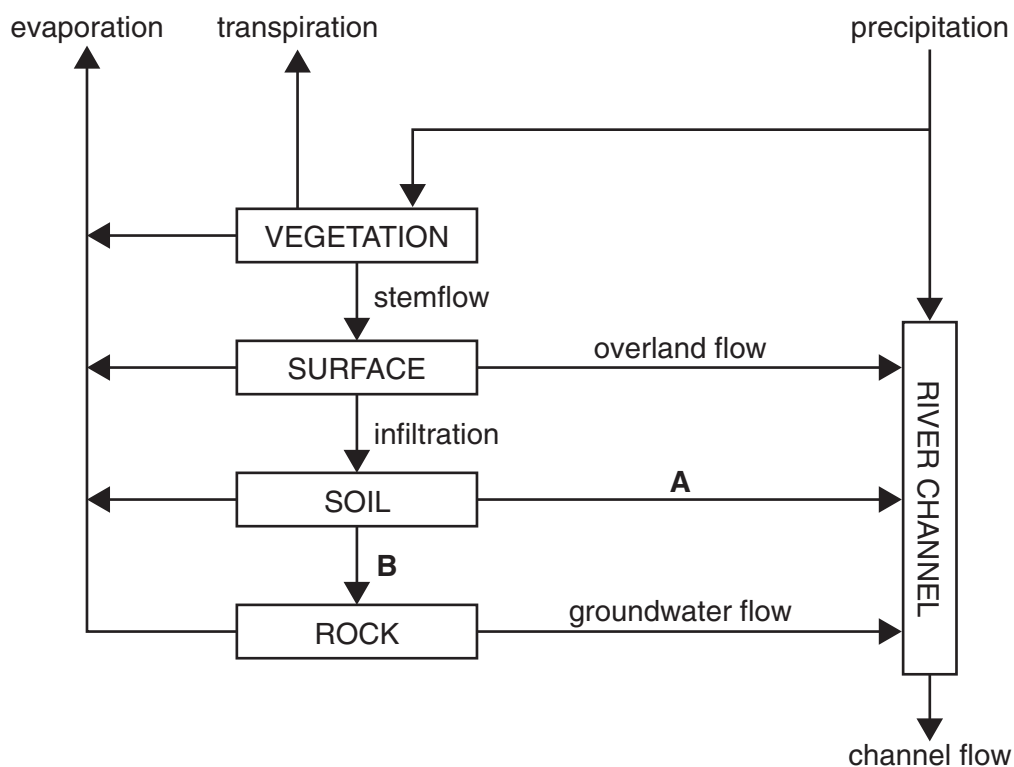 evaporation transpiration precipitation
VEGETATION
stemflow
SURFACE
overland flow
infiltration
SOIL
A
B
ROCK
groundwater flow
RIVER CHANNEL
channel flow